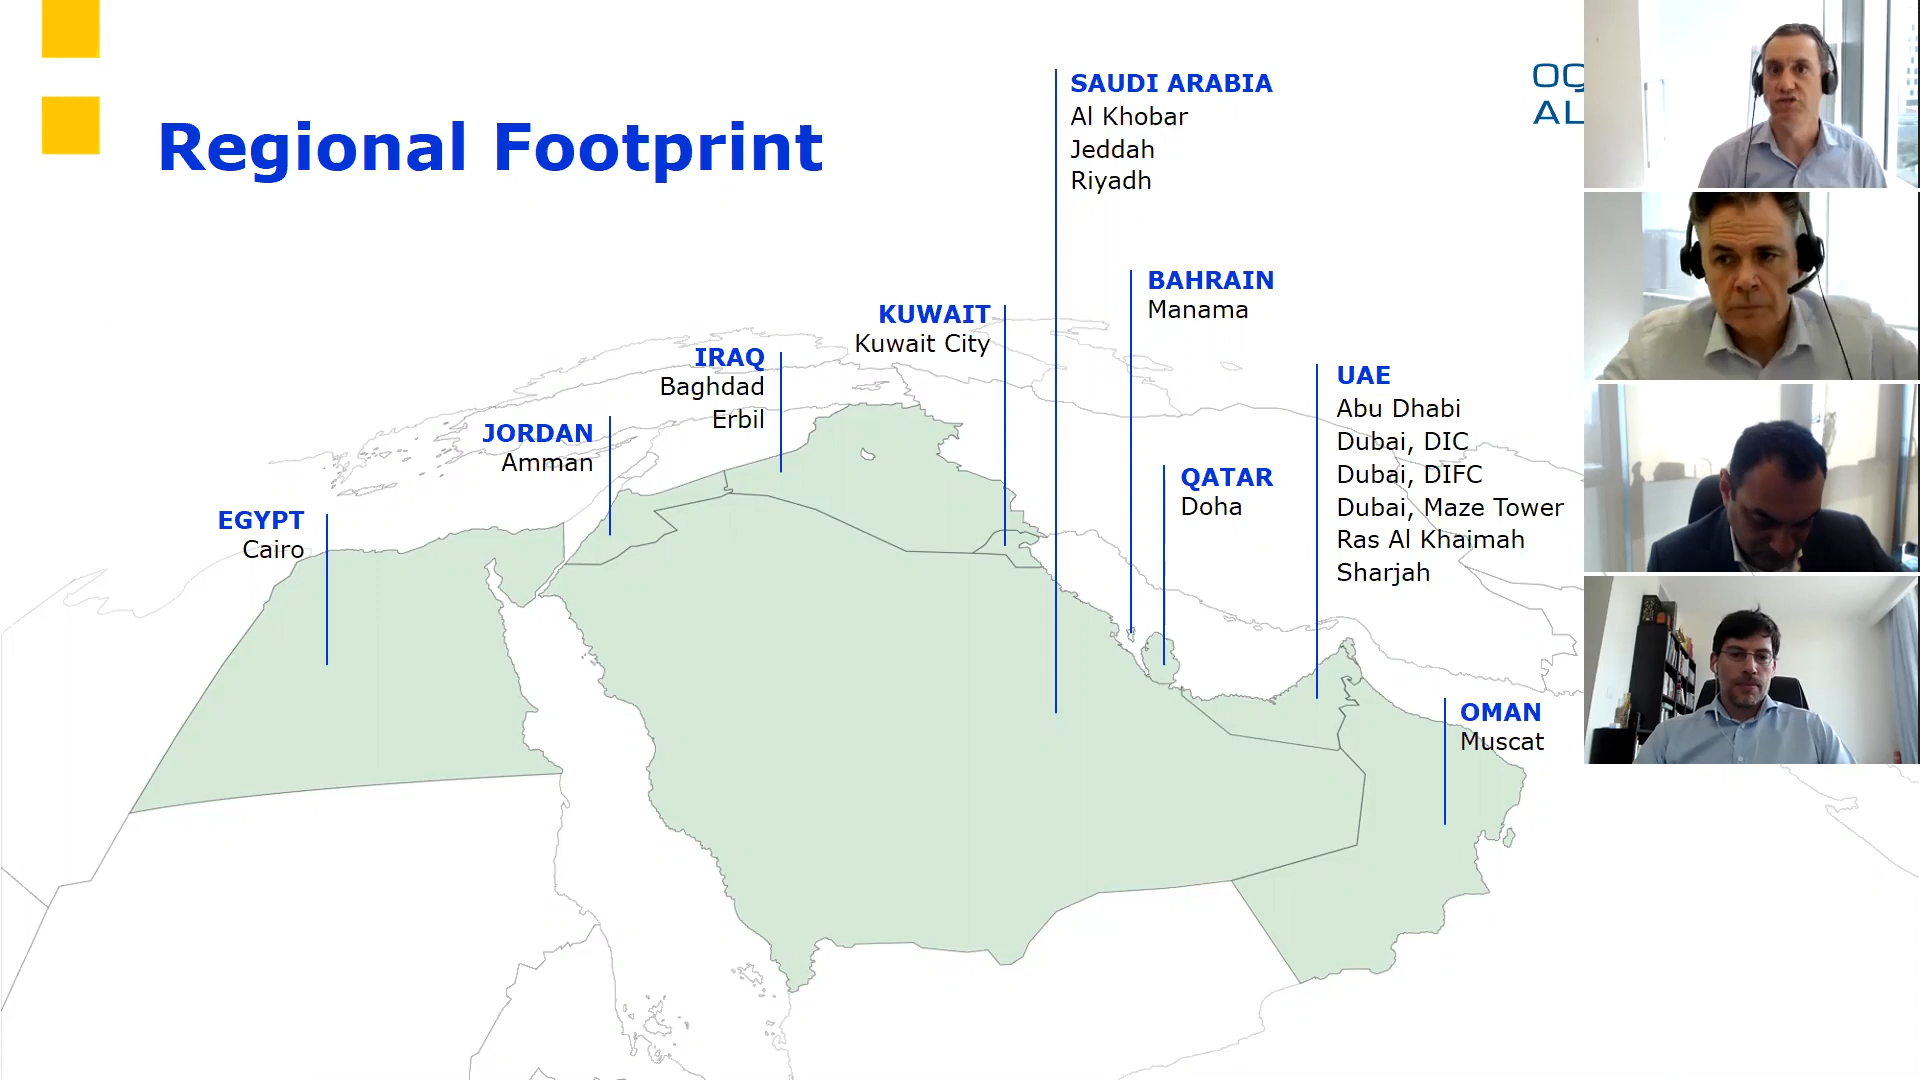 Regional Footprint
SAUDI ARABIA
Al Khobar
Jeddah
Riyadh
BAHRAIN
Manama
KUWAIT
Kuwait City
IRAQ
Baghdad
Erbil
JORDAN
Amman
EGYPT
Cairo
QATAR
Doha
UAE
Abu Dhabi
Dubai, DIC
Dubai, DIFC
Dubai, Maze Tower
Ras Al Khaimah
Sharjah
OMAN
Muscat